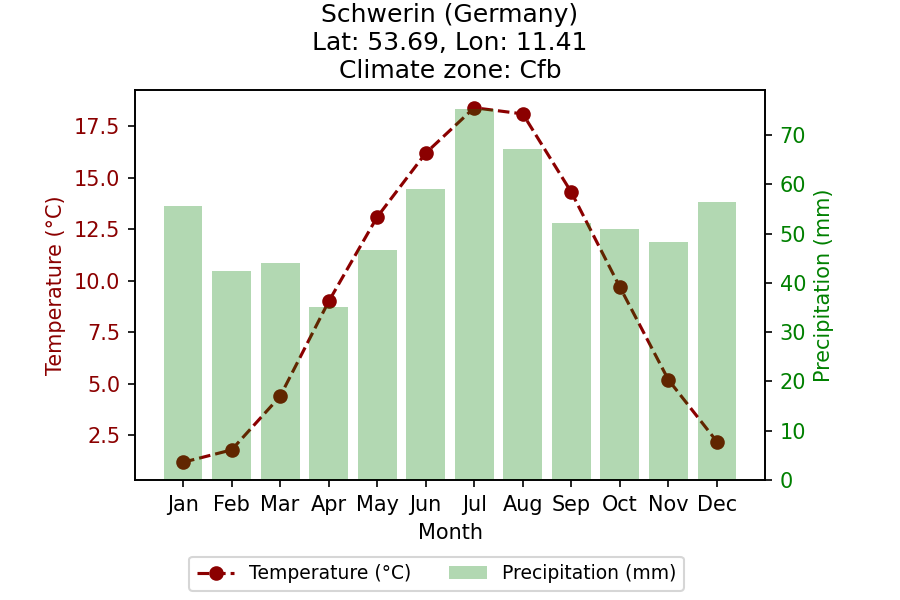 Schwerin (Germany)
Lat: 53.69, Lon: 11.41
Climate zone: Cfb
Temperature (°C)
17.5
15.0
12.5
10.0
7.5
5.0
2.5
Precipitation (mm)
70
60
50
40
30
20
10
0
Jan Feb Mar Apr May Jun Jul Aug Sep Oct Nov Dec
Month
Temperature (°C) Precipitation (mm)